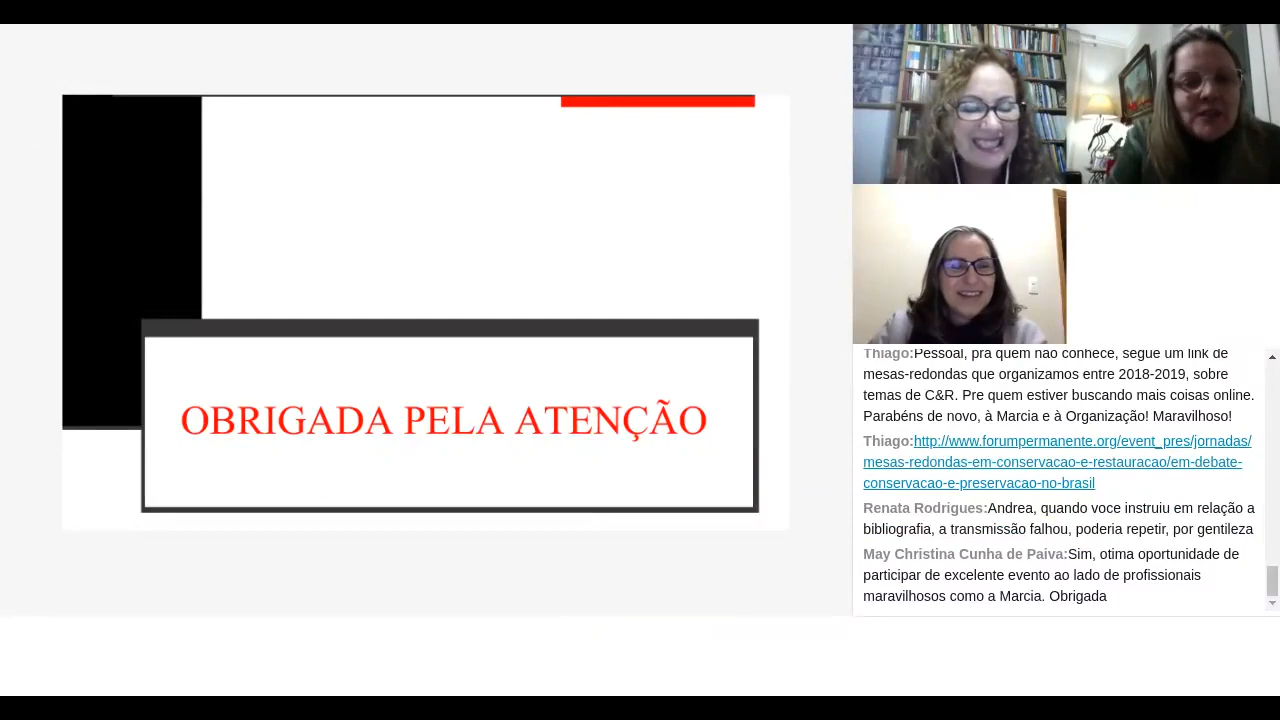 OBRIGADA PELA ATENÇÃO
Thiago:Pessoal, pra quem não conhece, segue um link de
mesas-redondas que organizamos entre 2018-2019, sobre
temas de C&R. Pre quem estiver buscando mais coisas online.
Parabéns de novo, à Marcia e à Organização! Maravilhoso!
Thiago:http://www.forumpermanente.org/event_pres/jornadas/
mesas-redondas-em-conservacao-e-restauracao/em-debate-
conservacao-e-preservacao-no-brasil
Renata Rodrigues:Andrea, quando voce instruiu em relação a
bibliografia, a transmissão falhou, poderia repetir, por gentileza
May Christina Cunha de Paiva:Sim, otima oportunidade de
participar de excelente evento ao lado de profissionais
maravilhosos como a Marcia. Obrigada